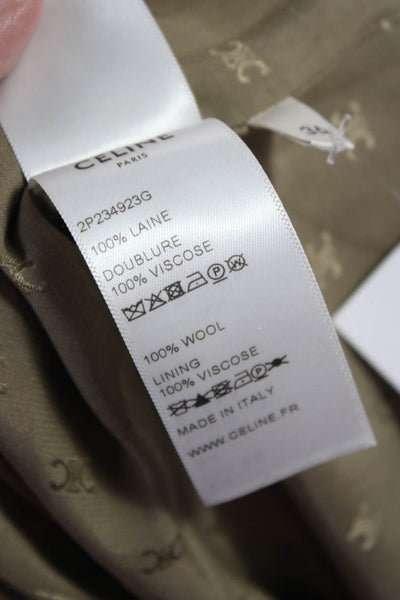 CELINE
PARIS
2P234923G
100% LAINE
DOUBLURE
100% VISCOSE
100% WOOL
LINING
100% VISCOSE
MADE IN ITALY
WWW.CELINE.FR